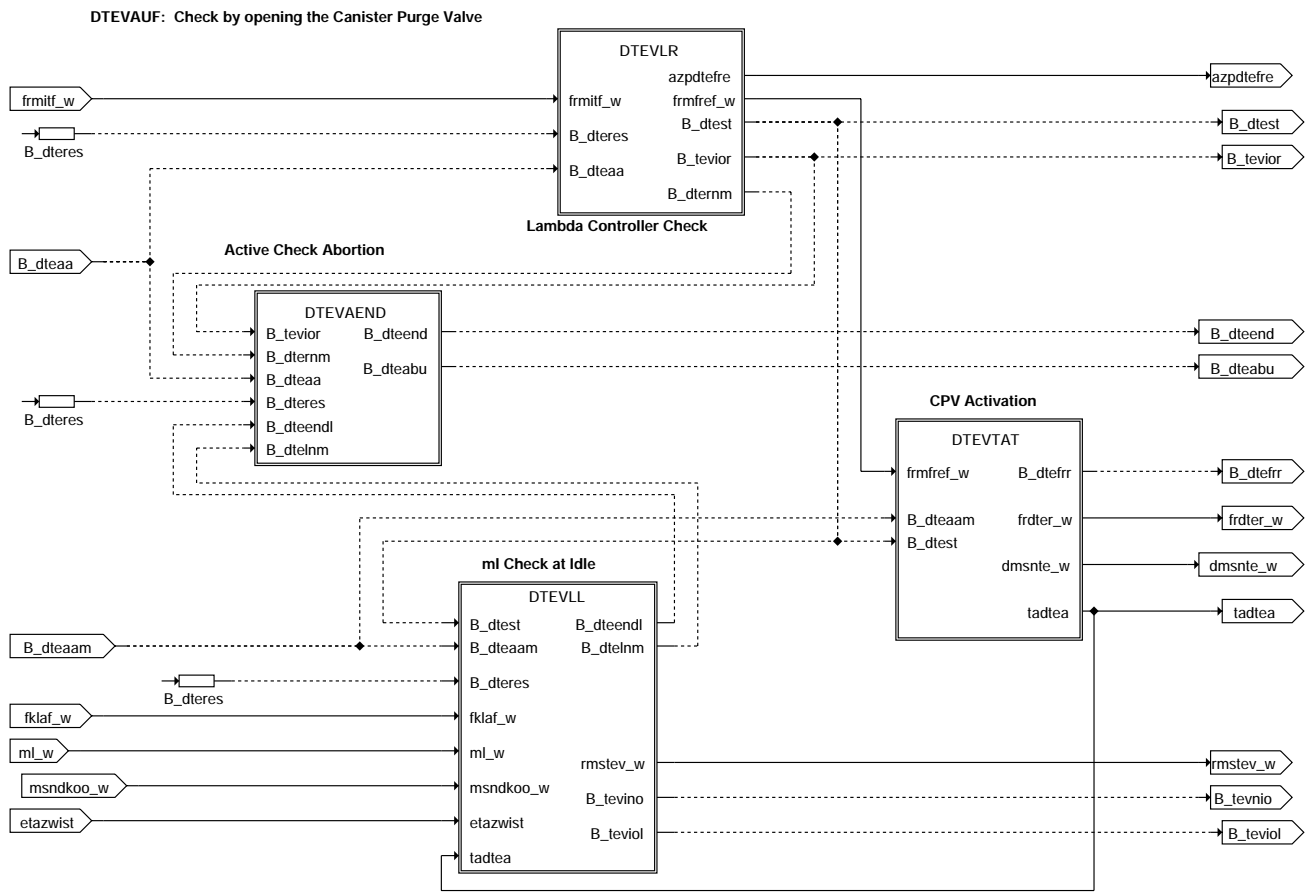 DTEVAUF: Check by opening the Canister Purge Valve
DTEVLR
azpdtefre
azpdtefre
frmitf_w
frmitf_w
frmfref_w
B_dtest
B_dtest
B_dteres
B_dteres
B_tevior
B_tevior
B_dteaa
B_dternm
Lambda Controller Check
Active Check Abortion
B_dteaa
DTEVAEND
B_tevior
B_dteend
B_dteend
B_dternm
B_dteabu
B_dteabu
B_dteaa
B_dteres
B_dteres
B_dteendl
B_dtelnm
CPV Activation
DTEVTAT
frmfref_w
B_dtefrr
B_dtefrr
B_dteaam
frdter_w
frdter_w
B_dtest
dmsnte_w
dmsnte_w
tadtea
tadtea
ml Check at Idle
DTEVLL
B_dtest
B_dteendl
B_dteaam
B_dteaam
B_dtelnm
B_dteres
B_dteres
fklaf_w
fklaf_w
ml_w
ml_w
rmstev_w
rmstev_w
msndkoo_w
msndkoo_w
B_tevino
B_tevnio
etazwist
etazwist
B_teviol
B_teviol
tadtea